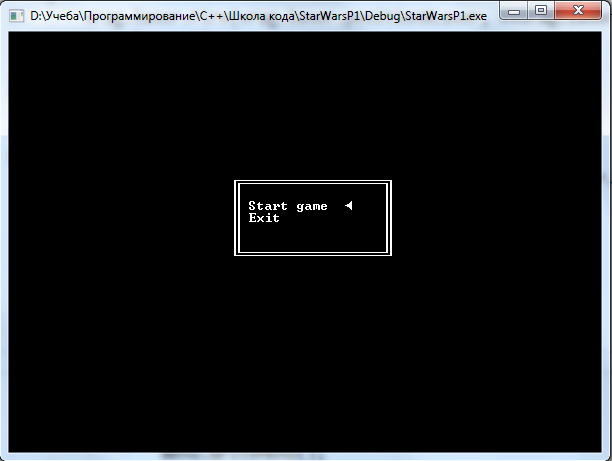 D:\Учеба\Программирование\C++\Школа кода\StarWarsP1\Debug\StarWarsP1.exe
Start game
Exit